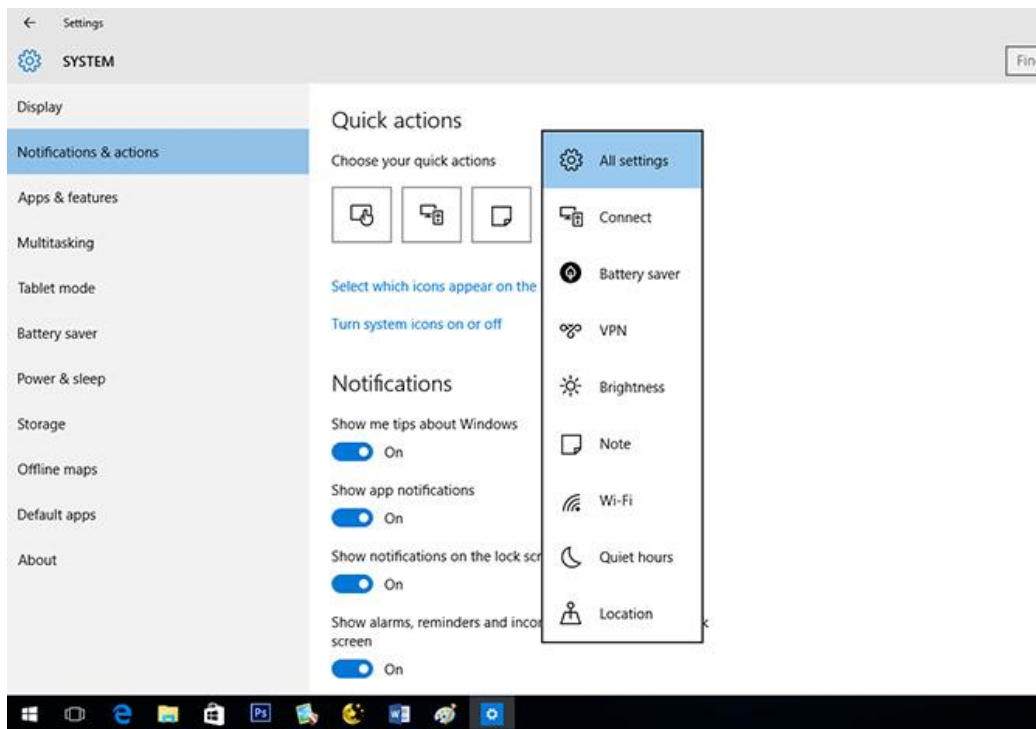 Settings
SYSTEM
Fin
Display
Notifications & actions
Apps & features
Multitasking
Tablet mode
Battery saver
Power & sleep
Storage
Offline maps
Default apps
About
Quick actions
Choose your quick actions
Select which icons appear on the
Turn system icons on or off
Notifications
Show me tips about Windows
On
Show app notifications
On
Show notifications on the lock scr
On
Show alarms, reminders and incor
screen
On
All settings
Connect
Battery saver
VPN
Brightness
Note
Wi-Fi
Quiet hours
Location
Ps